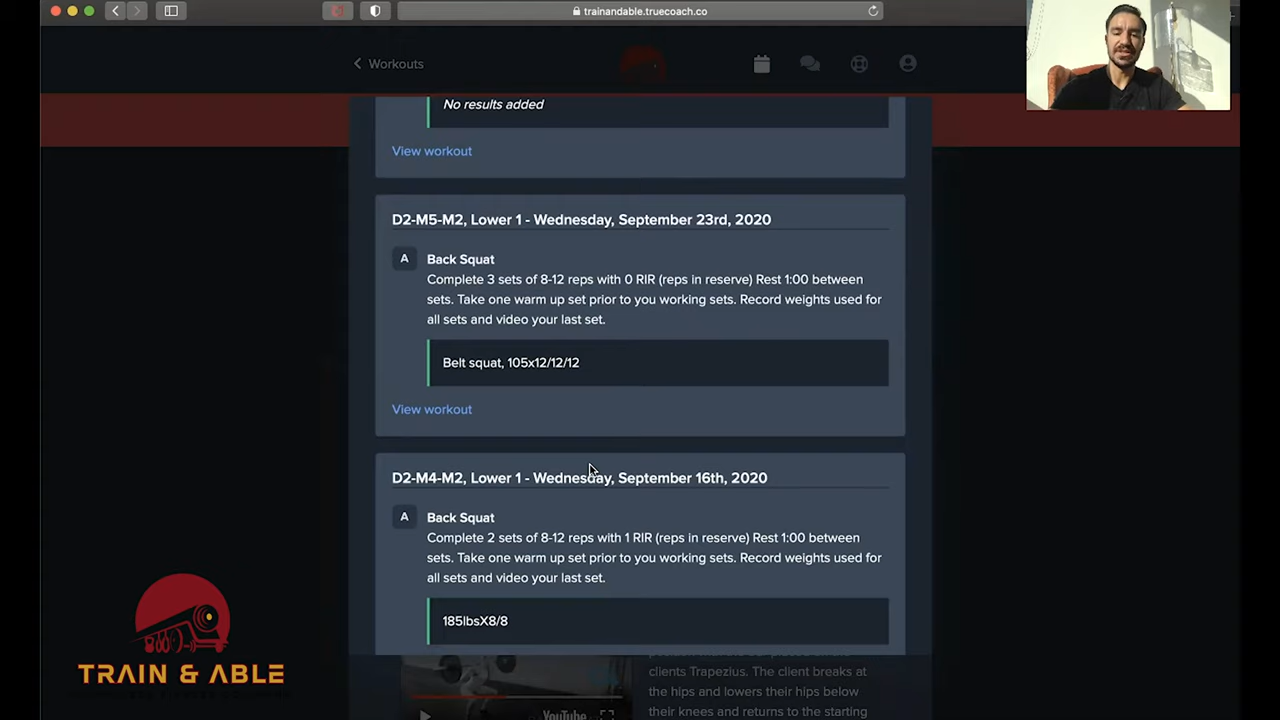 trainandable.truecoach.co
Workouts
No results added
View workout
D2-M5-M2, Lower 1 - Wednesday, September 23rd, 2020
A
Back Squat
Complete 3 sets of 8-12 reps with 0 RIR (reps in reserve) Rest 1:00 between
sets. Take one warm up set prior to you working sets. Record weights used for
all sets and video your last set.
Belt squat, 105x12/12/12
View workout
D2-M4-M2, Lower 1 - Wednesday, September 16th, 2020
A
Back Squat
Complete 2 sets of 8-12 reps with 1 RIR (reps in reserve) Rest 1:00 between
sets. Take one warm up set prior to you working sets. Record weights used for
all sets and video your last set.
185lbsX8/8
clients Trapezius. The client breaks at
the hips and lowers their hips below
their knees and returns to the starting
YouTube
TRAIN & ABLE